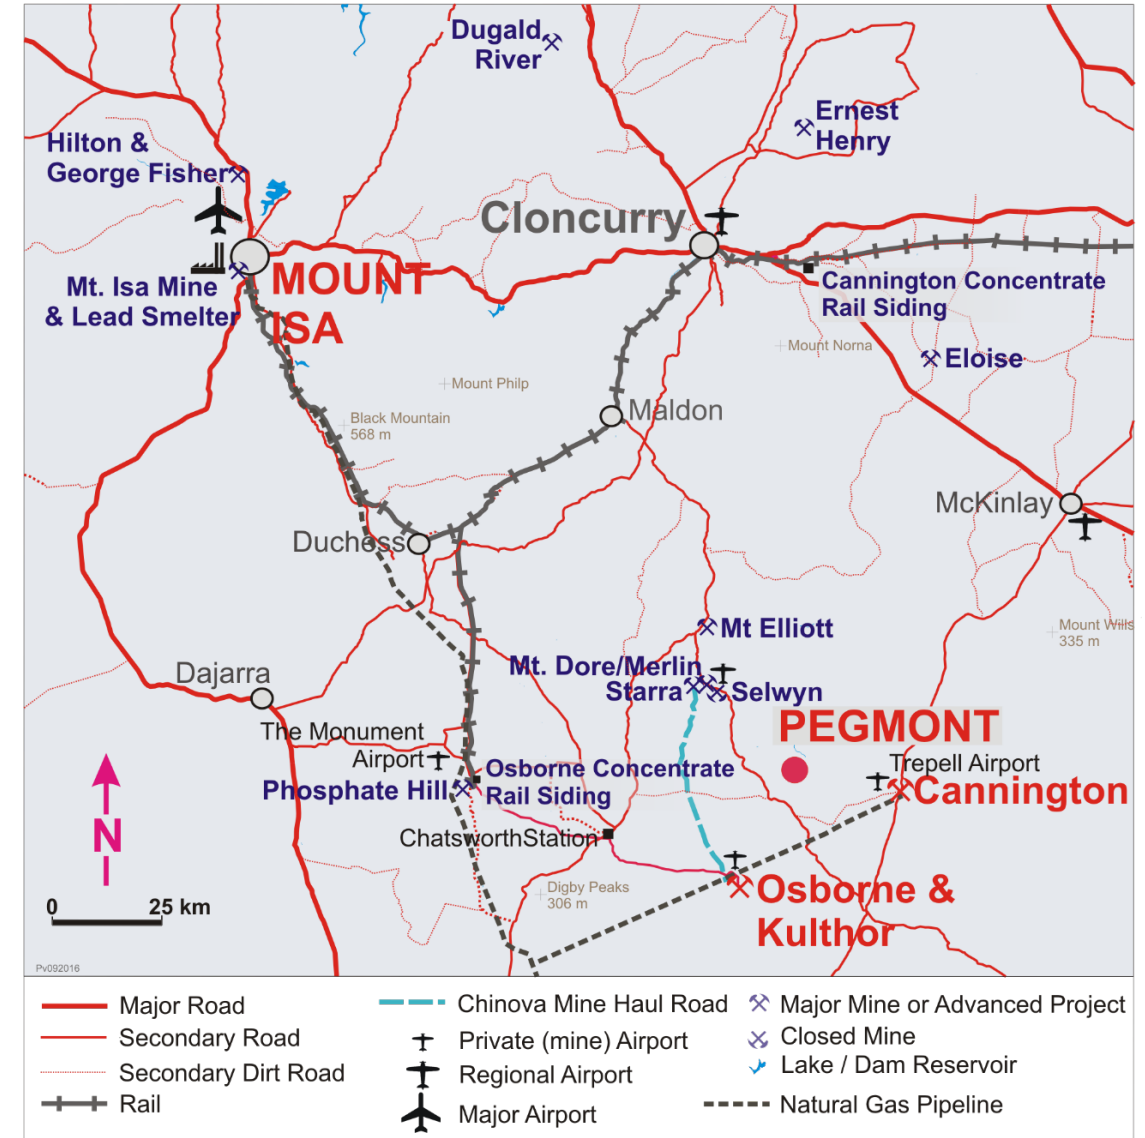 Dugald
River
Ernest
Henry
Hilton &
George Fisher
Cloncurry
MOUNT
ISA
Mt. Isa Mine
& Lead Smelter
Cannington Concentrate
Rail Siding
Mount Norna
Eloise
Mount Philp
Maldon
Black Mountain
568 m
McKinlay
Duchess
Mt Elliott
Mount Wills
335 m
Mt. Dore/Merlin
Starra
Selwyn
Dajarra
PEGMONT
The Monument
Airport
Trepell Airport
Osborne Concentrate
Rail Siding
Phosphate Hill
Cannington
N
ChatsworthStation
Digby Peaks
306 m
Osborne &
Kulthor
0 25 km
Pv092016
Major Road
Secondary Road
Secondary Dirt Road
Rail
Chinova Mine Haul Road
Private (mine) Airport
Regional Airport
Major Airport
Major Mine or Advanced Project
Closed Mine
Lake / Dam Reservoir
Natural Gas Pipeline